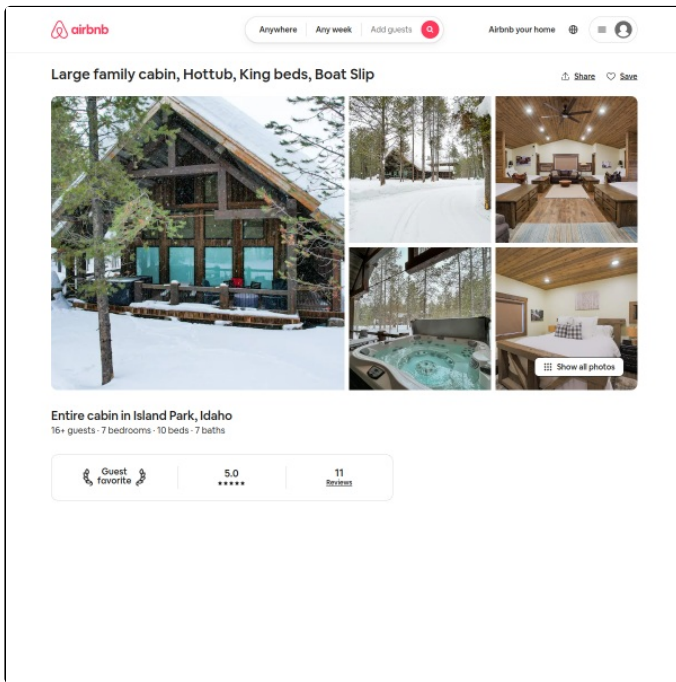 airbnb
Anywhere Any week Add guests
Airbnb your home
Large family cabin, Hottub, King beds, Boat Slip
Share Save
Show all photos
Entire cabin in Island Park, Idaho
16+ guests · 7 bedrooms · 10 beds · 7 baths
Guest
favorite
5.0
★★★★★
11
Reviews